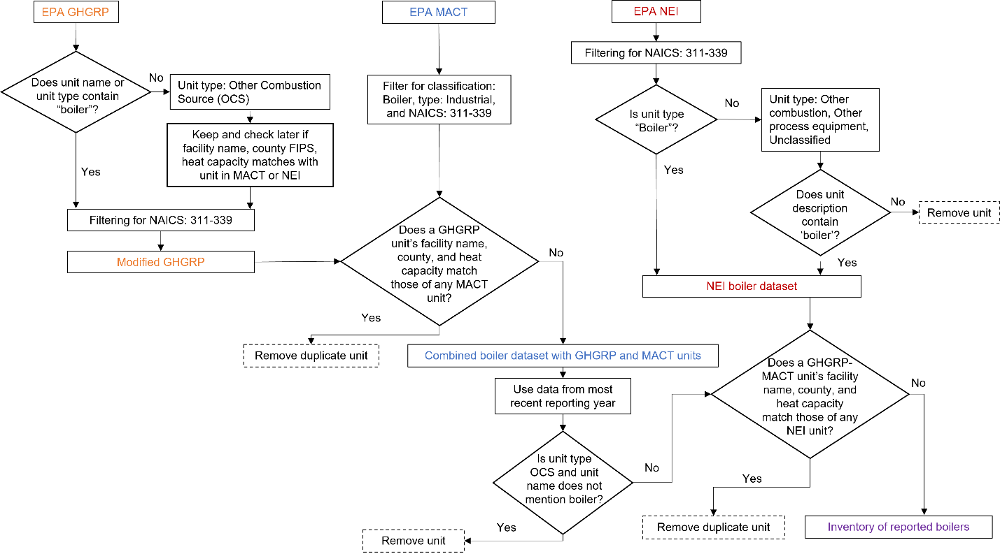 EPA GHGRP
Does unit name or
unit type contain
“boiler”?
No
Unit type: Other Combustion
Source (OCS)
Keep and check later if
facility name, county FIPS,
heat capacity matches with
unit in MACT or NEI
Yes
Filtering for NAICS: 311-339
Modified GHGRP
EPA MACT
Filter for classification:
Boiler, type: Industrial,
and NAICS: 311-339
Does a GHGRP
unit’s facility name,
county, and heat
capacity match
those of any MACT
unit?
No
Yes
Remove duplicate unit
Combined boiler dataset with GHGRP and MACT units
Use data from most
recent reporting year
Is unit type
OCS and unit
name does not
mention boiler?
No
Yes
Remove unit
EPA NEI
Filtering for NAICS: 311-339
Is unit type
“Boiler”?
No
Unit type: Other
combustion, Other
process equipment,
Unclassified
Yes
Does unit
description
contain
‘boiler’?
No
Remove unit
Yes
NEI boiler dataset
Does a GHGRP-
MACT unit’s facility
name, county, and
heat capacity
match those of any
NEI unit?
No
Yes
Remove duplicate unit
Inventory of reported boilers